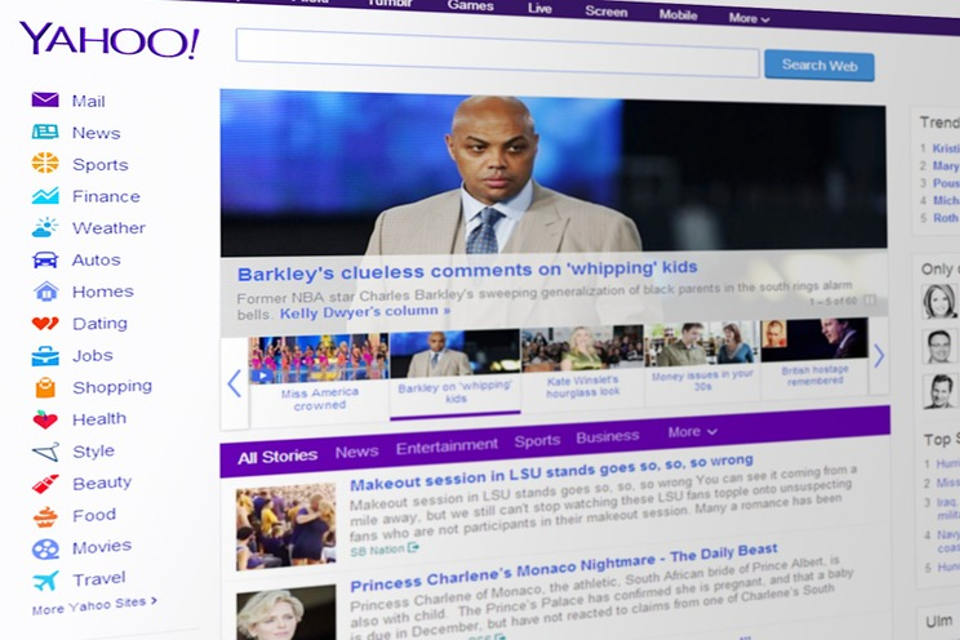 Tumblr
Games
Live
Screen
Mobile
More
YAHOO!
Search Web
Mail
News
Sports
Finance
Weather
Autos
Homes
Dating
Jobs
Shopping
Health
Style
Beauty
Food
Movies
Travel
More Yahoo Sites >
Barkley's clueless comments on 'whipping' kids
Former NBA star Charles Barkley's sweeping generalization of black parents in the south rings alarm
bells. Kelly Dwyer's column »
1 – 5 of 60
Miss America
crowned
Barkley on 'whipping'
kids
Kate Winslet's
hourglass look
Money issues in your
30s
British hostage
remembered
All Stories
News
Entertainment
Sports
Business
More
Makeout session in LSU stands goes so, so, so wrong
Makeout session in LSU stands goes so, so, so wrong You can see it coming from a
mile away, but we still can't stop watching these LSU fans topple onto unsuspecting
fans who are not participants in their makeout session. Many a romance has been
SB Nation
Princess Charlene's Monaco Nightmare - The Daily Beast
Princess Charlene of Monaco, the athletic, South African bride of Prince Albert, is
also with child. The Prince's Palace has confirmed she is pregnant, and that a baby
is due in December, but have not reacted to claims from one of Charlene's South
Trend
1 Kristi
2 Mary
3 Pous
4 Mich
5 Roth
Only
Top S
1 Hum
2 Miss
3 Iraq,
milit
4 Navy
coas
5 Hun
Ulm